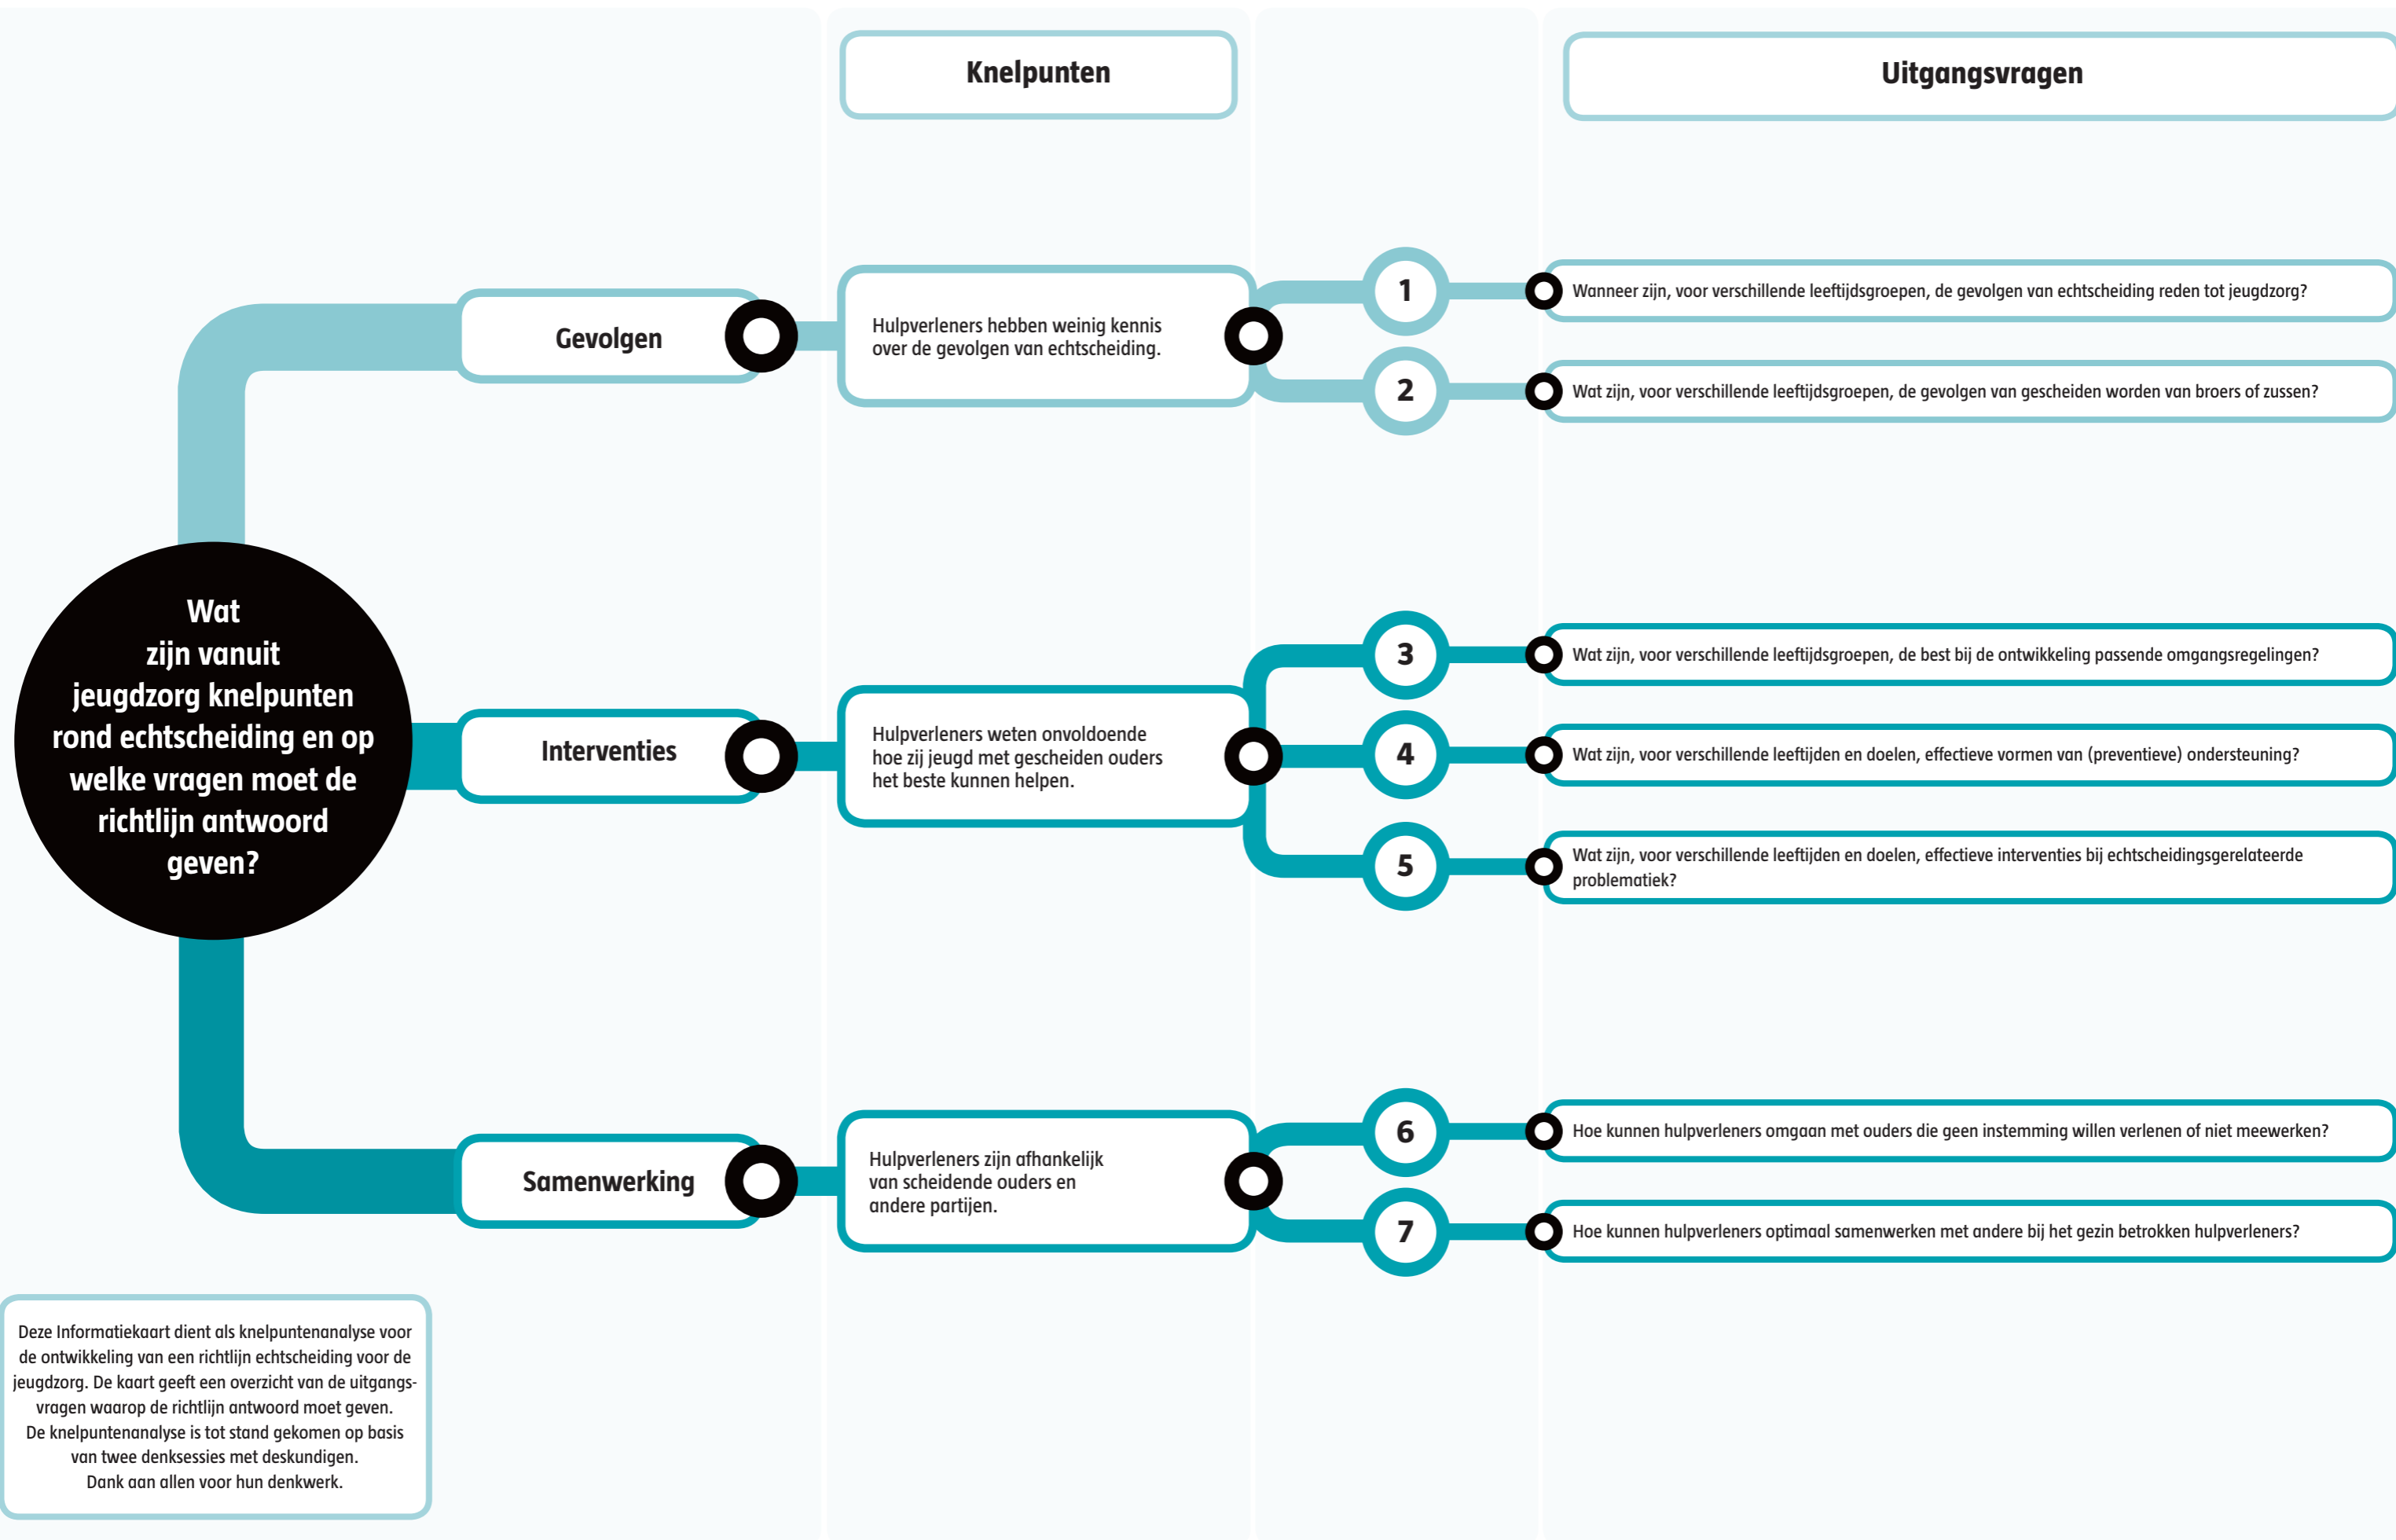 Knelpunten
Uitgangsvragen
Gevolgen
Hulpverleners hebben weinig kennis
over de gevolgen van echtscheiding.
1
Wanneer zijn, voor verschillende leeftijdsgroepen, de gevolgen van echtscheiding reden tot jeugdzorg?
2
Wat zijn, voor verschillende leeftijdsgroepen, de gevolgen van gescheiden worden van broers of zussen?
Wat
zijn vanuit
jeugdzorg knelpunten
rond echtscheiding en op
welke vragen moet de
richtlijn antwoord
geven?
Interventies
Hulpverleners weten onvoldoende
hoe zij jeugd met gescheiden ouders
het beste kunnen helpen.
3
Wat zijn, voor verschillende leeftijdsgroepen, de best bij de ontwikkeling passende omgangsregelingen?
4
Wat zijn, voor verschillende leeftijden en doelen, effectieve vormen van (preventieve) ondersteuning?
5
Wat zijn, voor verschillende leeftijden en doelen, effectieve interventies bij echtscheidingsgerelateerde
problematiek?
Samenwerking
Hulpverleners zijn afhankelijk
van scheidende ouders en
andere partijen.
6
Hoe kunnen hulpverleners omgaan met ouders die geen instemming willen verlenen of niet meewerken?
7
Hoe kunnen hulpverleners optimaal samenwerken met andere bij het gezin betrokken hulpverleners?
Deze Informatiekaart dient als knelpuntenanalyse voor
de ontwikkeling van een richtlijn echtscheiding voor de
jeugdzorg. De kaart geeft een overzicht van de uitgangs-
vragen waarop de richtlijn antwoord moet geven.
De knelpuntenanalyse is tot stand gekomen op basis
van twee denksessies met deskundigen.
Dank aan allen voor hun denkwerk.